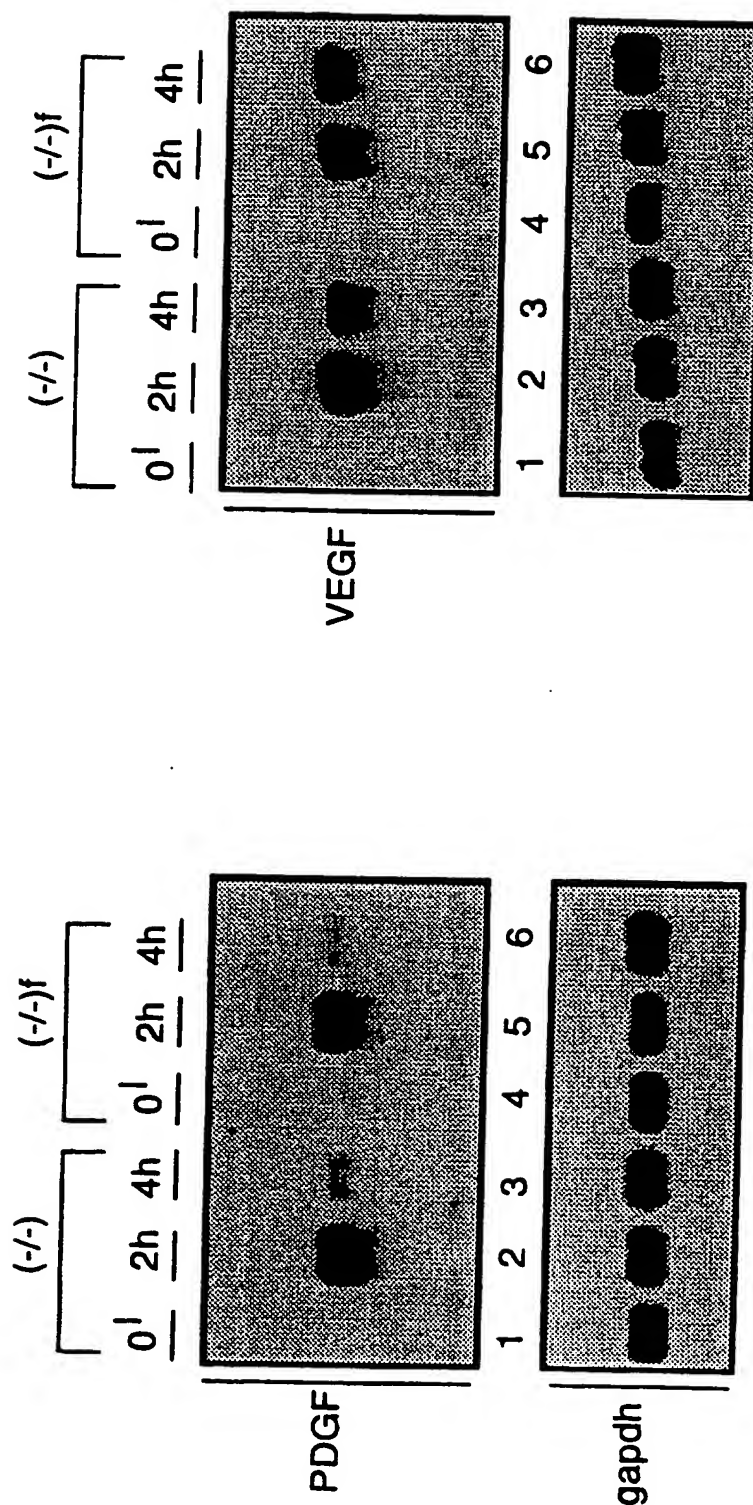 (-/-) (-/-)f
0' 2h 4h 0' 2h 4h
PDGF
1 2 3 4 5 6
gapdh
(-/-) (-/-)f
0' 2h 4h 0' 2h 4h
VEGF
1 2 3 4 5 6